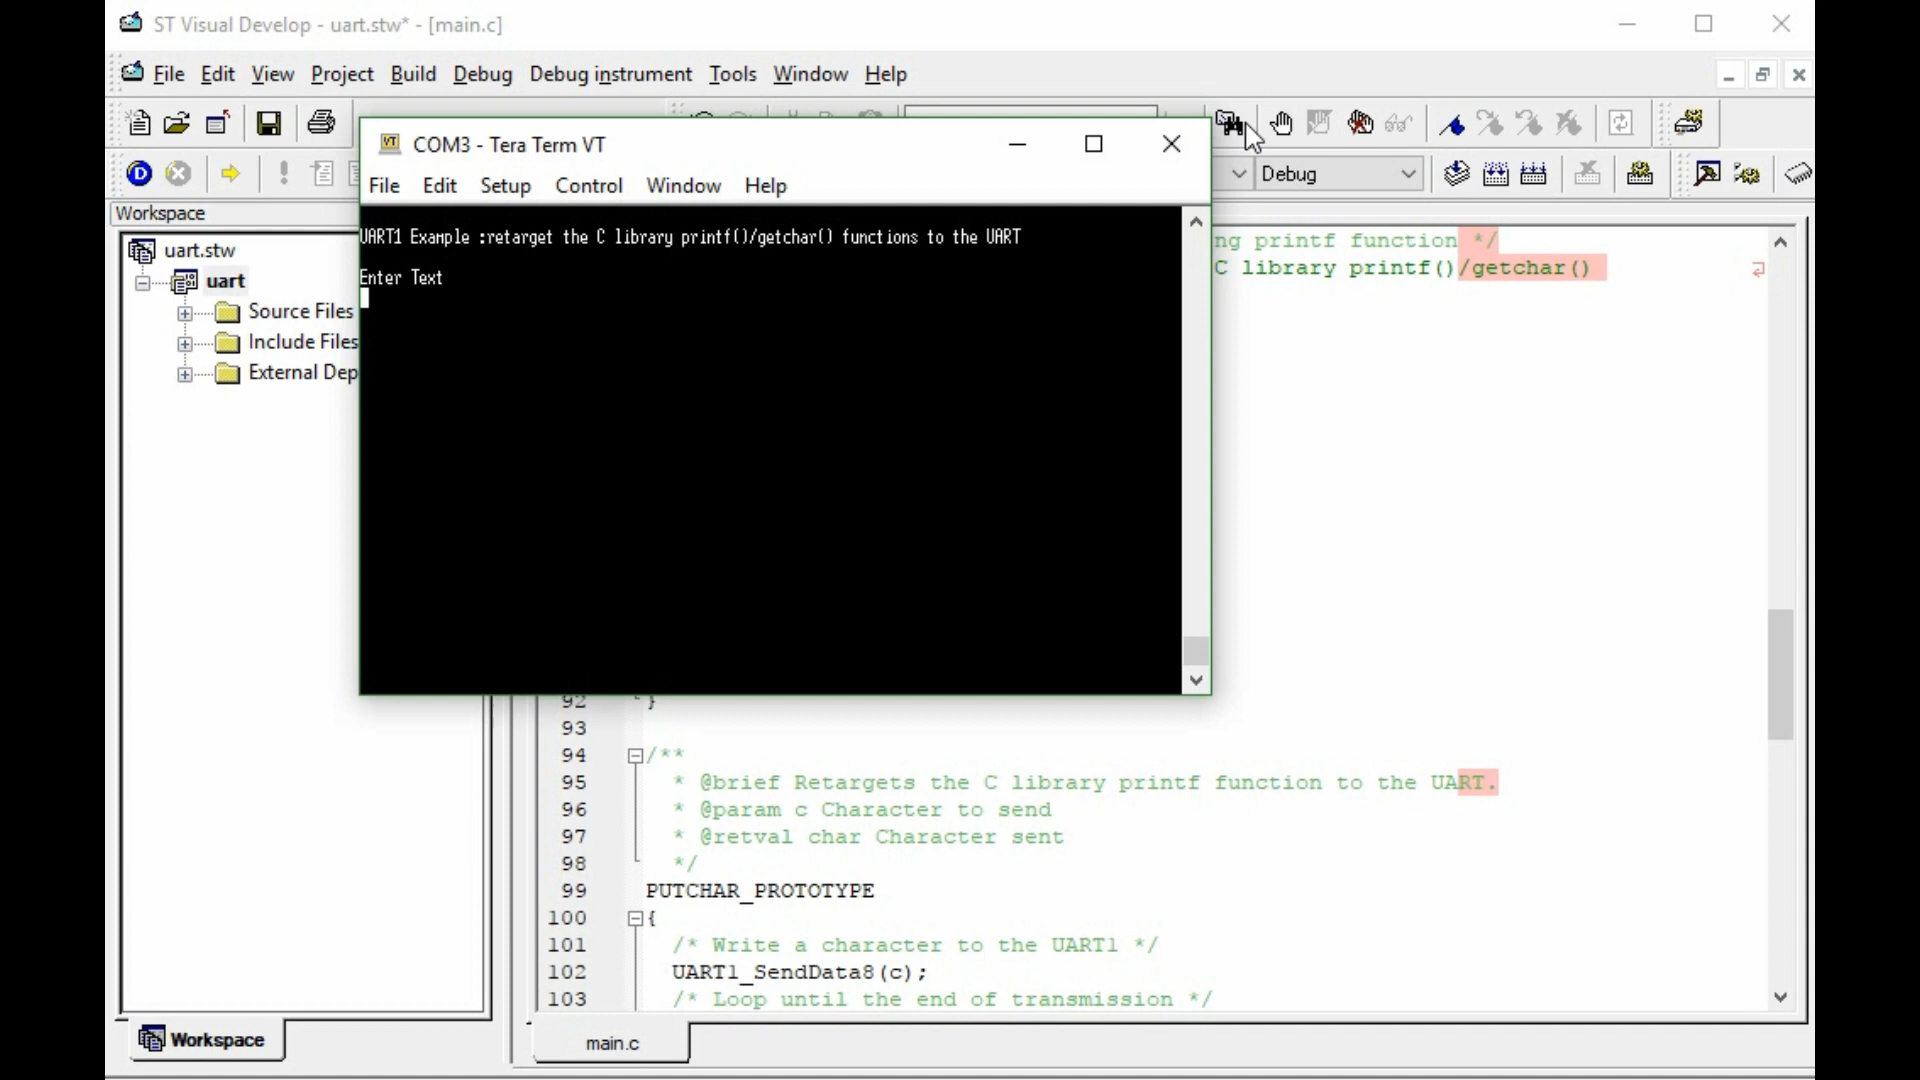 ST Visual Develop - uart.stw* - [main.c]
File Edit View Project Build Debug Debug instrument Tools Window Help
COM3 - Tera Term VT
File Edit Setup Control Window Help
Debug
Workspace
uart.stw
uart
Source Files
Include Files
External Dep
UART1 Example :retarget the C library printf()/getchar() functions to the UART
Enter Text
ng printf function */
C library printf()/getchar()
92 }
93
94 /**
95 * @brief Retargets the C library printf function to the UART.
96 * @param c Character to send
97 * @retval char Character sent
98 */
99 PUTCHAR_PROTOTYPE
100 {
101 /* Write a character to the UART1 */
102 UART1_SendData8(c);
103 /* Loop until the end of transmission */
Workspace
main.c